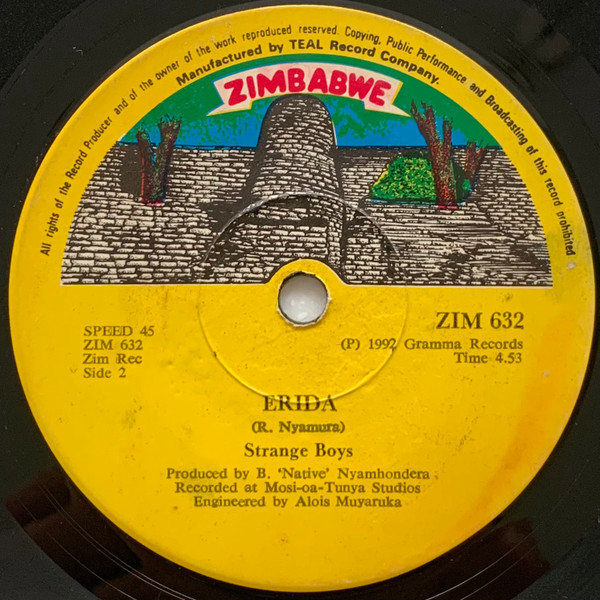 All rights of the Record Producer and of the owner of the work reproduced reserved. Copying, Public Performance and Broadcasting of this record prohibited
Manufactured by TEAL Record Company.
ZIMBABWE
SPEED 45
ZIM 632
Zim Rec
Side 2
ZIM 632
(P) 1992 Gramma Records
Time 4.53
ERIDA
(R. Nyamura)
Strange Boys
Produced by B. 'Native' Nyamhondera
Recorded at Mosi-oa-Tunya Studios
Engineered by Alois Muyaruka